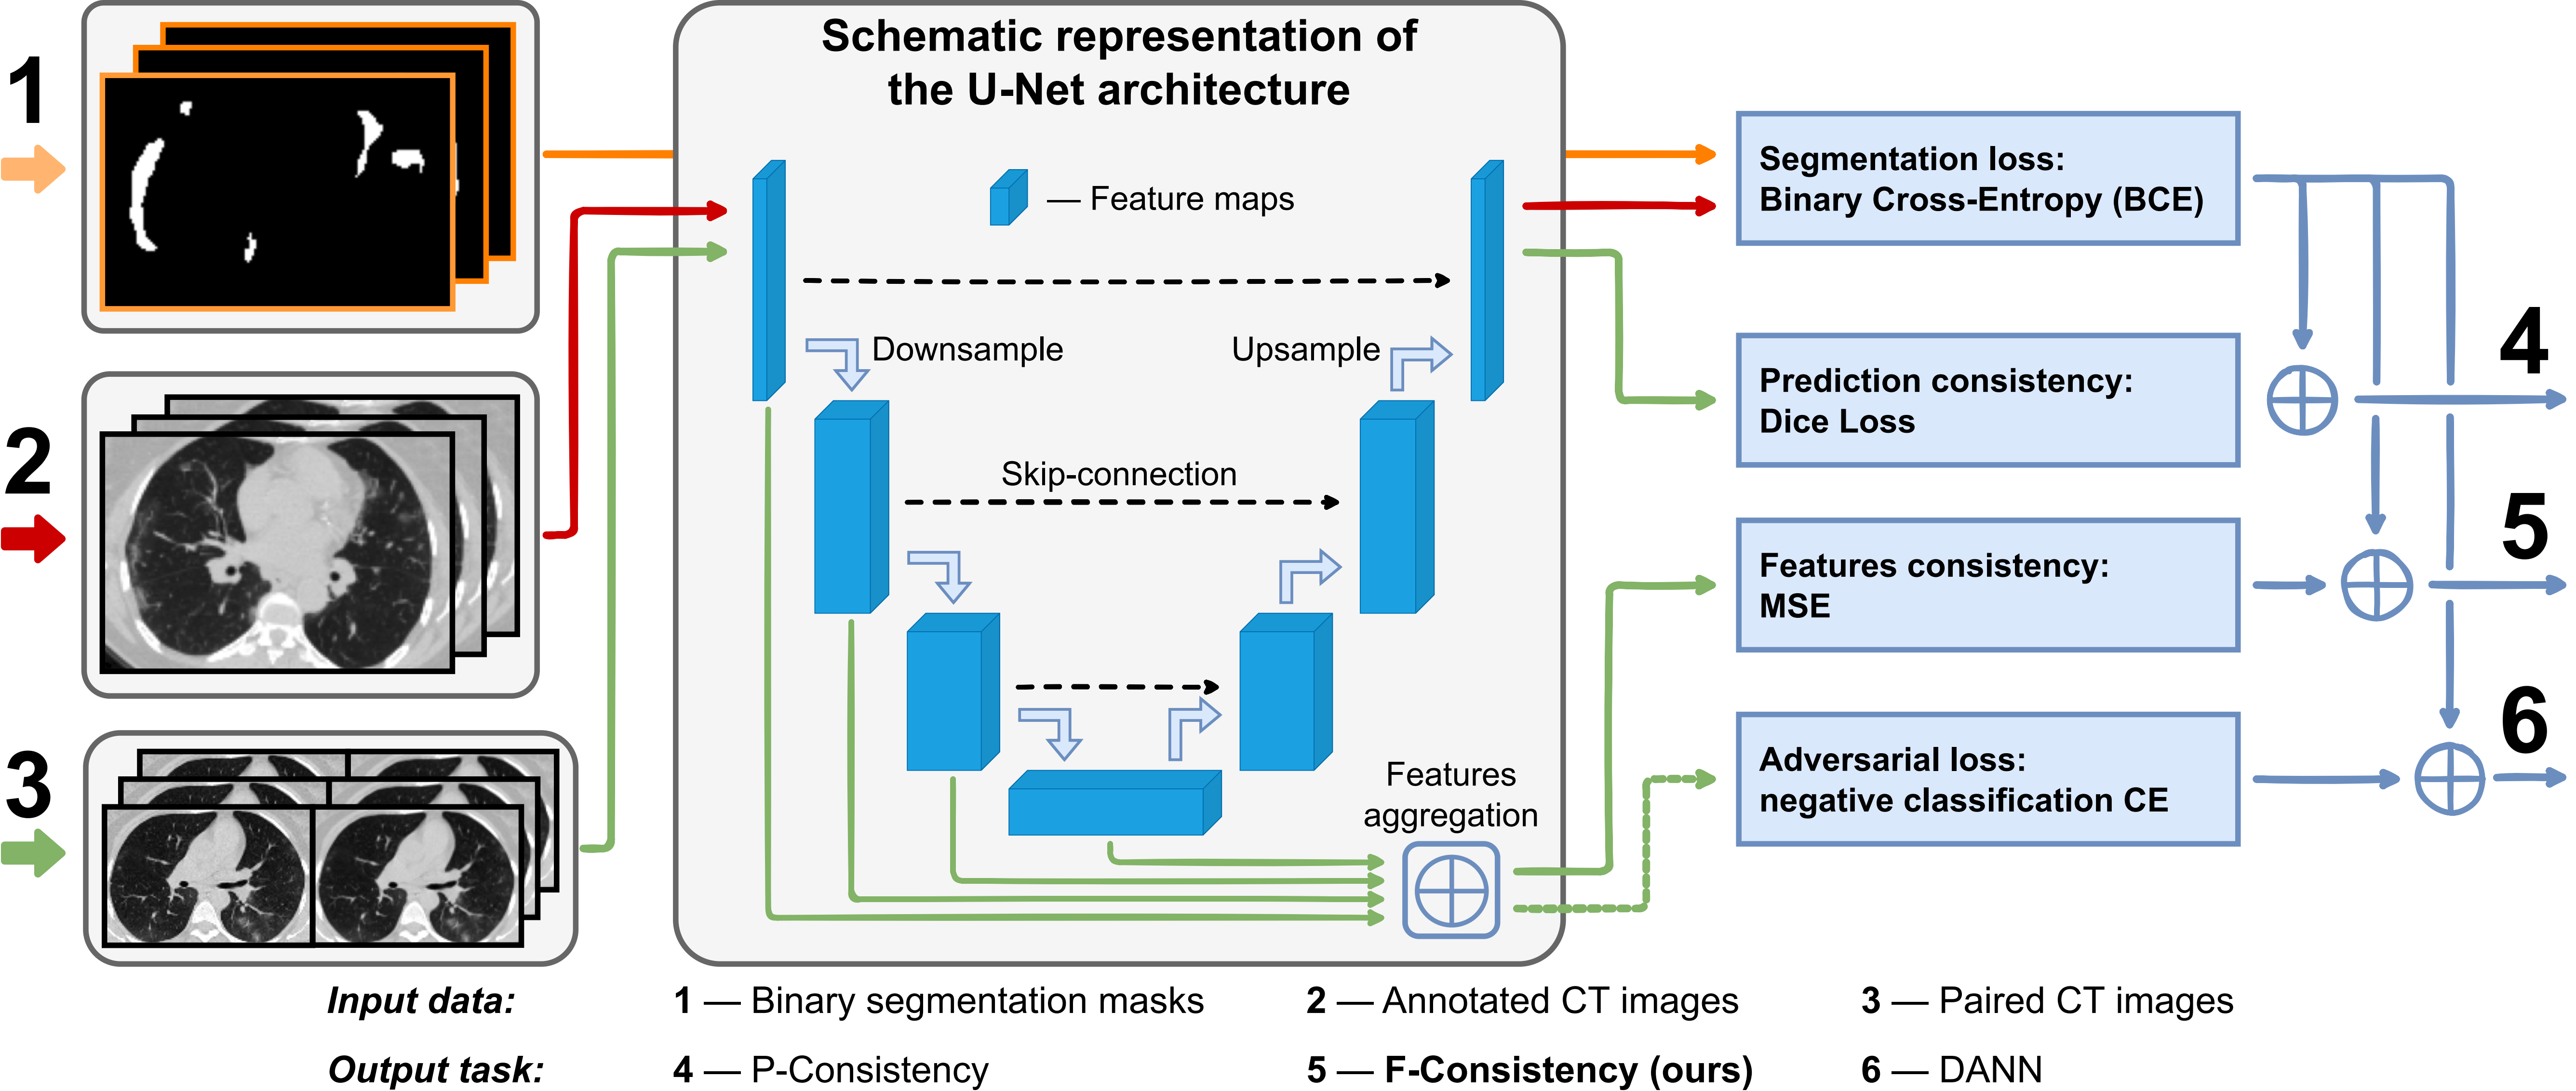 1
2
3
Schematic representation of
the U-Net architecture
— Feature maps
Downsample
Upsample
Skip-connection
Features
aggregation
Segmentation loss:
Binary Cross-Entropy (BCE)
Prediction consistency:
Dice Loss
Features consistency:
MSE
Adversarial loss:
negative classification CE
4
5
6
Input data: 1 — Binary segmentation masks 2 — Annotated CT images 3 — Paired CT images
Output task: 4 — P-Consistency 5 — F-Consistency (ours) 6 — DANN